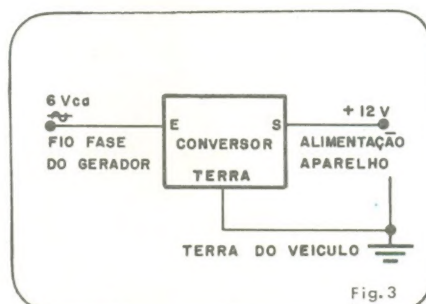 6 Vca
+ 12 V
E
S
FIO FASE
DO GERADOR
CONVERSOR
ALIMENTAÇÃO
APARELHO
TERRA
TERRA DO VEICULO
Fig. 3